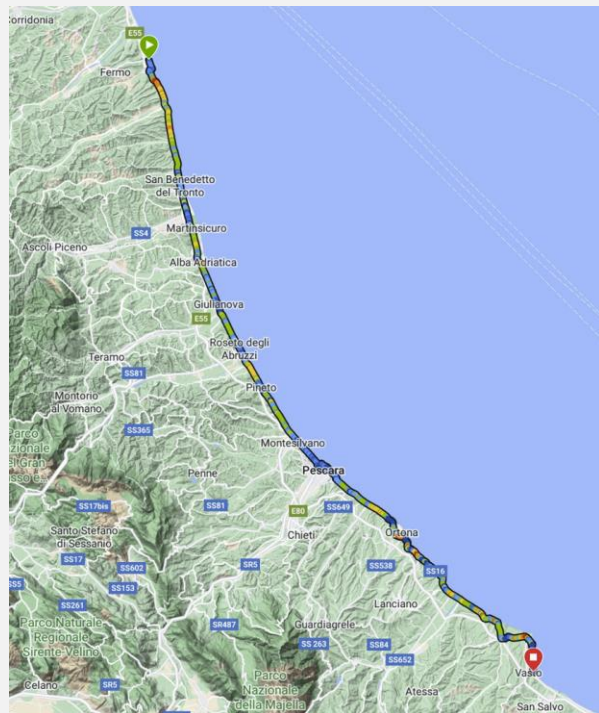 Corridonia
E55
Fermo
San Benedetto
del Tronto
SS4
Martinsicuro
Ascoli Piceno
Alba Adriatica
Giulianova
E55
Roseto degli
Abruzzi
Teramo
SS81
Pineto
Montorio
al Vomano
SS365
Parco
Nazionale
Montesilvano
Penne
Pescara
SS17bis
SS81
E80
SS649
Santo Stefano
di Sessanio
Chieti
Ortona
SS17
SS602
SR5
SS538
SS16
SS5
SS153
Lanciano
SS261
Parco Naturale
Regionale
Sirente-Velino
SR487
Guardiagrele
SS 263
SS84
SS652
Parco
Nazionale
della Majella
Vasto
Celano
SR5
Atessa
San Salvo